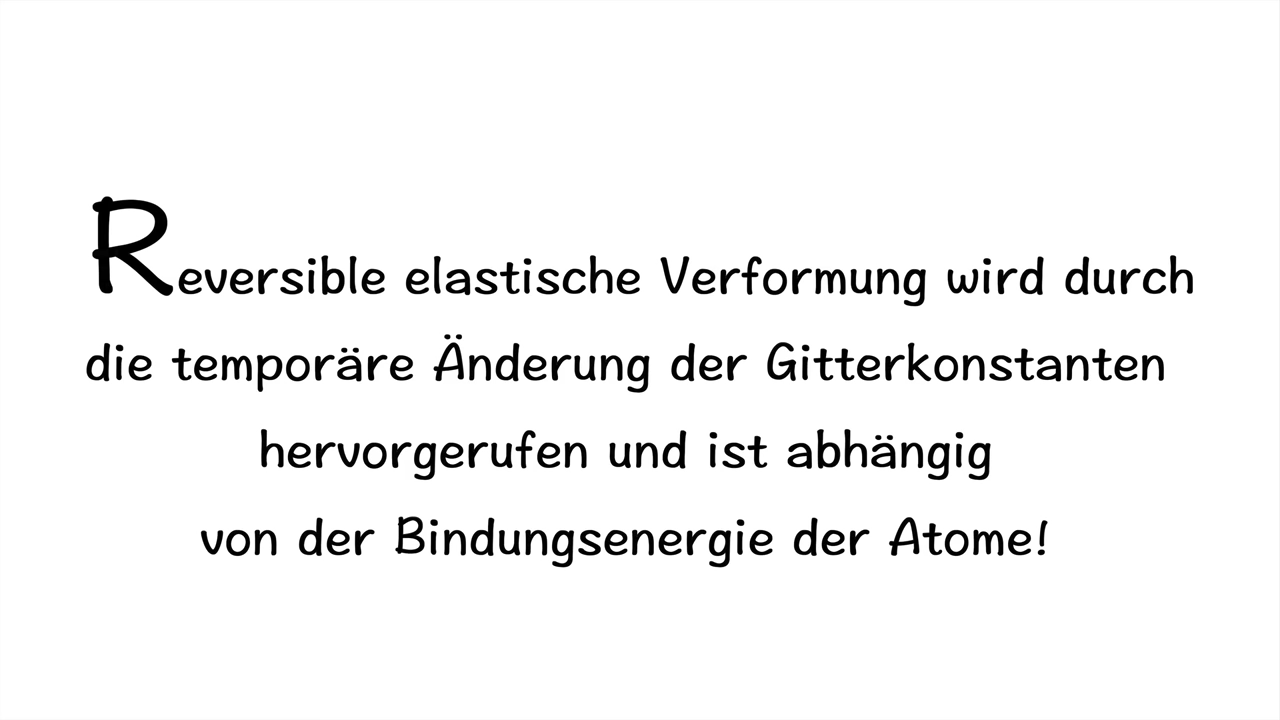 Reversible elastische Verformung wird durch
die temporäre Änderung der Gitterkonstanten
hervorgerufen und ist abhängig
von der Bindungsenergie der Atome!